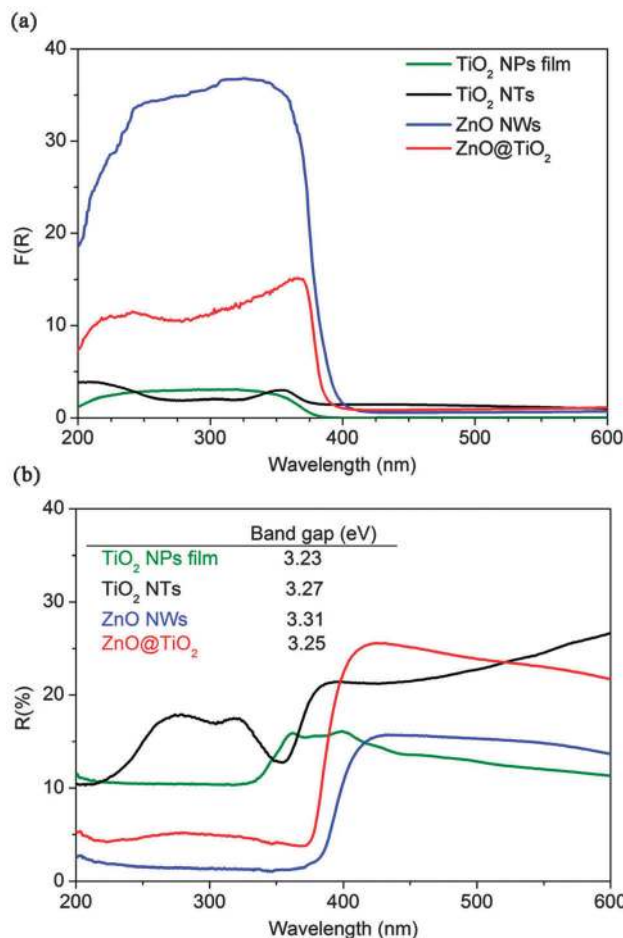 (a)
40
30
20
10
0
F(R)
TiO₂ NPs film
TiO₂ NTs
ZnO NWs
ZnO@TiO₂
200 300 400 500 600
Wavelength (nm)
(b)
40
30
20
10
0
R(%)
Band gap (eV)
TiO₂ NPs film 3.23
TiO₂ NTs 3.27
ZnO NWs 3.31
ZnO@TiO₂ 3.25
200 300 400 500 600
Wavelength (nm)